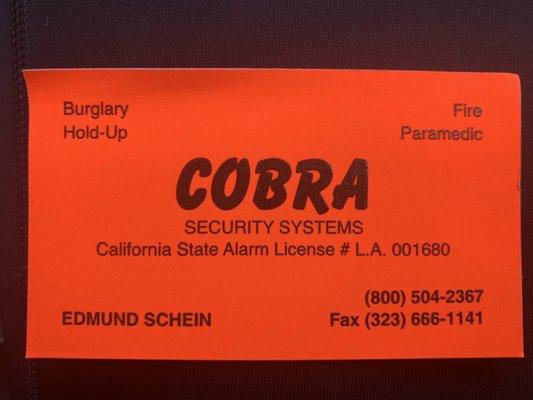 Burglary
Hold-Up
Fire
Paramedic
COBRA
SECURITY SYSTEMS
California State Alarm License # L.A. 001680
EDMUND SCHEIN
(800) 504-2367
Fax (323) 666-1141